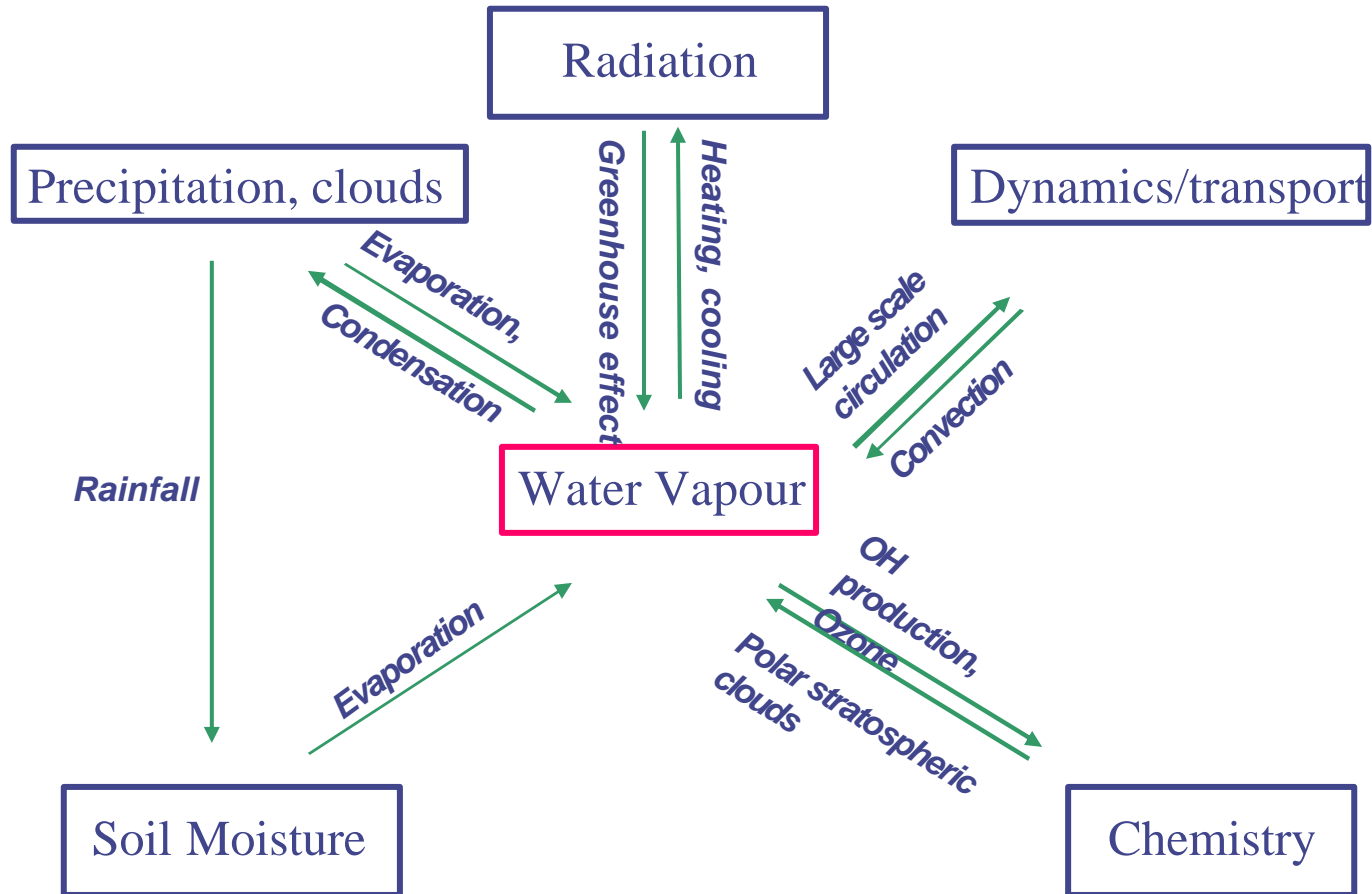 Radiation
Precipitation, clouds
Dynamics/transport
Greenhouse effect
Heating, cooling
Evaporation,
Condensation
Large scale
circulation
Convection
Rainfall
Water Vapour
OH
production,
Ozone
Polar stratospheric
clouds
Evaporation
Soil Moisture
Chemistry